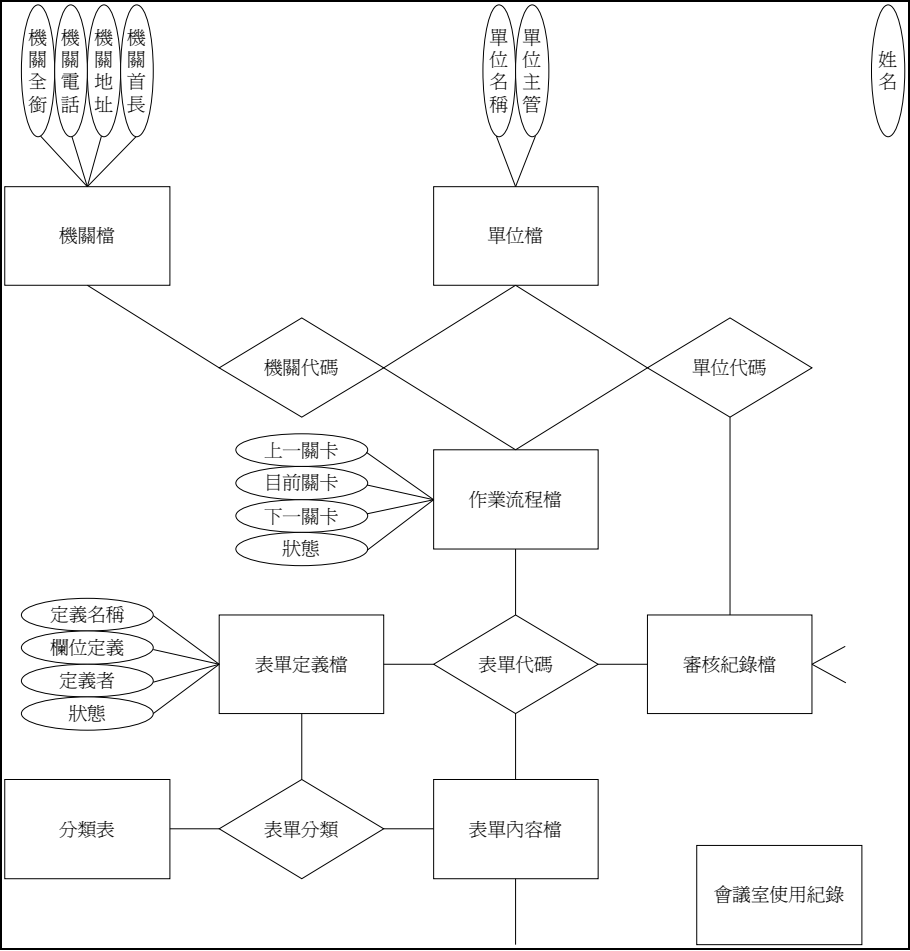 機關全銜
機關電話
機關地址
機關首長
單位名稱
單位主管
姓名
機關檔
單位檔
機關代碼
單位代碼
上一關卡
目前關卡
下一關卡
狀態
作業流程檔
定義名稱
欄位定義
定義者
狀態
表單定義檔
表單代碼
審核紀錄檔
分類表
表單分類
表單內容檔
會議室使用紀錄